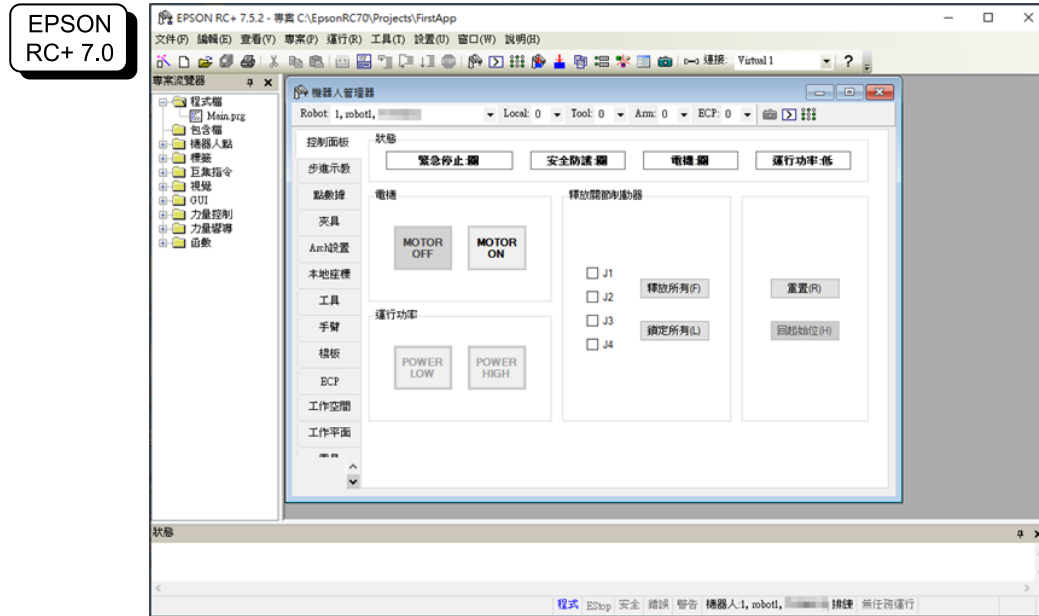 EPSON
RC+ 7.0
EPSON RC+ 7.5.2 - 專案 C:\EpsonRC70\Projects\FirstApp
文件(F) 編輯(E) 查看(V) 專案(P) 運行(R) 工具(T) 設置(U) 窗口(W) 說明(H)
連接: Virtual 1
專案流覽器
程式檔
Main.prg
包含檔
機器人點
標籤
巨集指令
視覺
GUI
力量控制
力量嚮導
函數
機器人管理器
Robot: 1, robot1, Local: 0 Tool: 0 Arm: 0 ECP: 0
控制面板
步進示教
點數據
夾具
Arch設置
本地座標
工具
手臂
棧板
ECP
工作空間
工作平面
狀態
緊急停止:關 安全防護:關 電機:關 運行功率:低
電機
MOTOR OFF
MOTOR ON
運行功率
POWER LOW
POWER HIGH
釋放關節制動器
J1
J2
J3
J4
釋放所有(F)
鎖定所有(L)
重置(R)
回起始位(H)
狀態
程式 EStop 安全 錯誤 警告 機器人:1, robot1, 排練 無任務運行